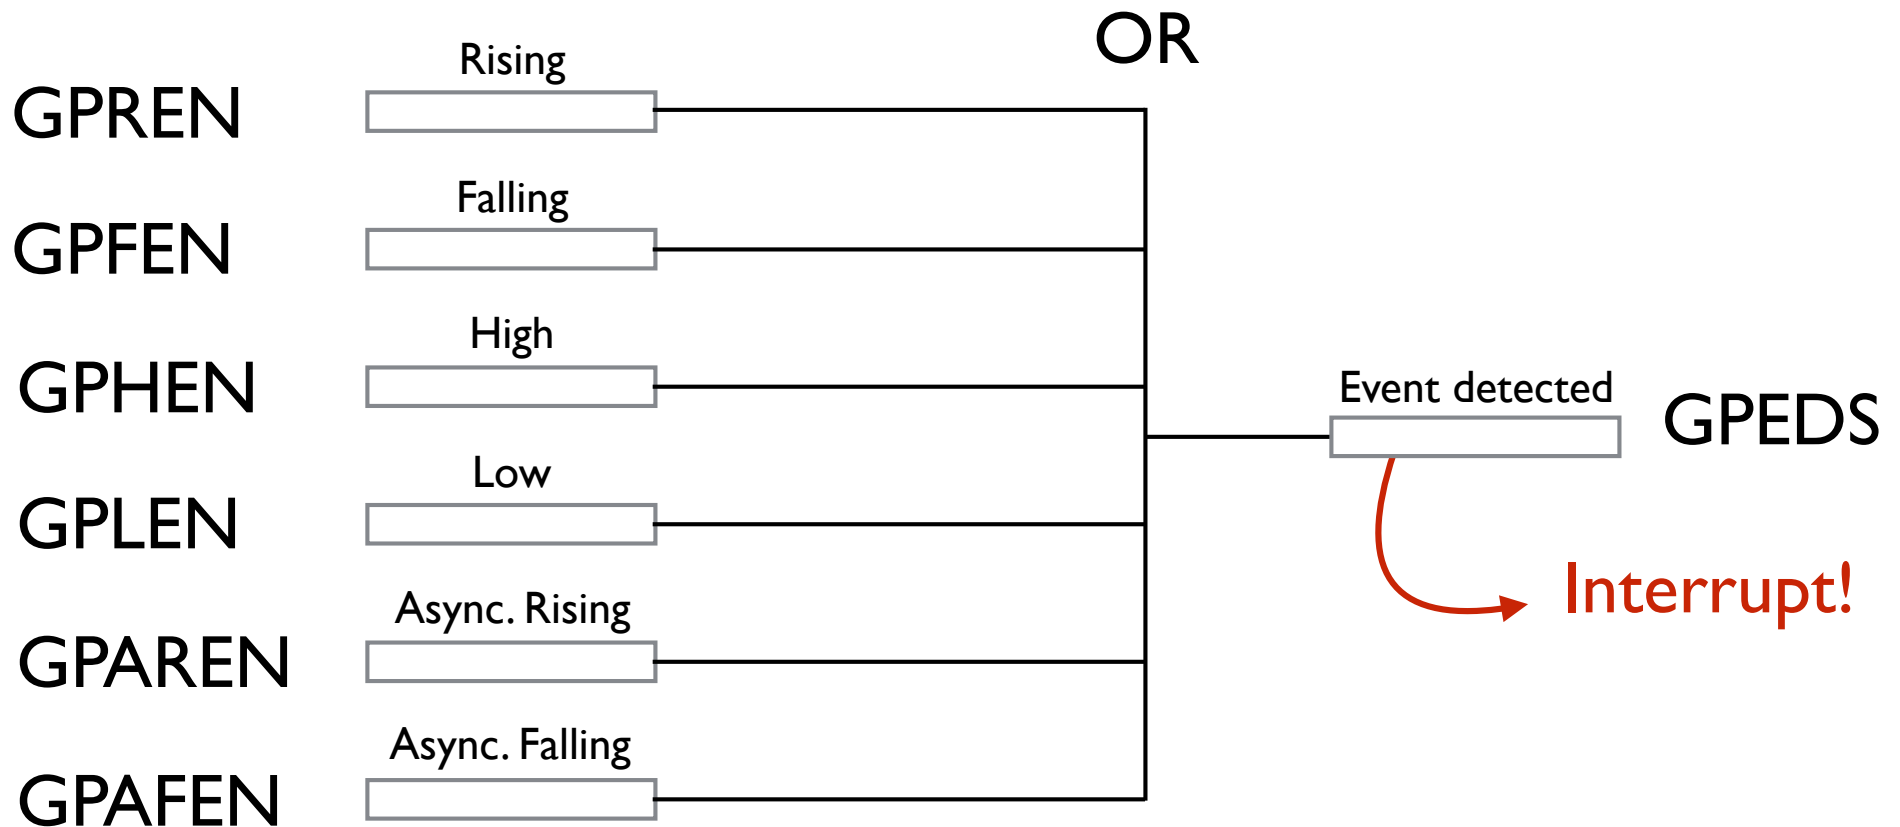 OR
Rising
GPREN
Falling
GPFEN
High
GPHEN
Event detected
GPEDS
Low
GPLEN
Interrupt!
Async. Rising
GPAREN
Async. Falling
GPAFEN